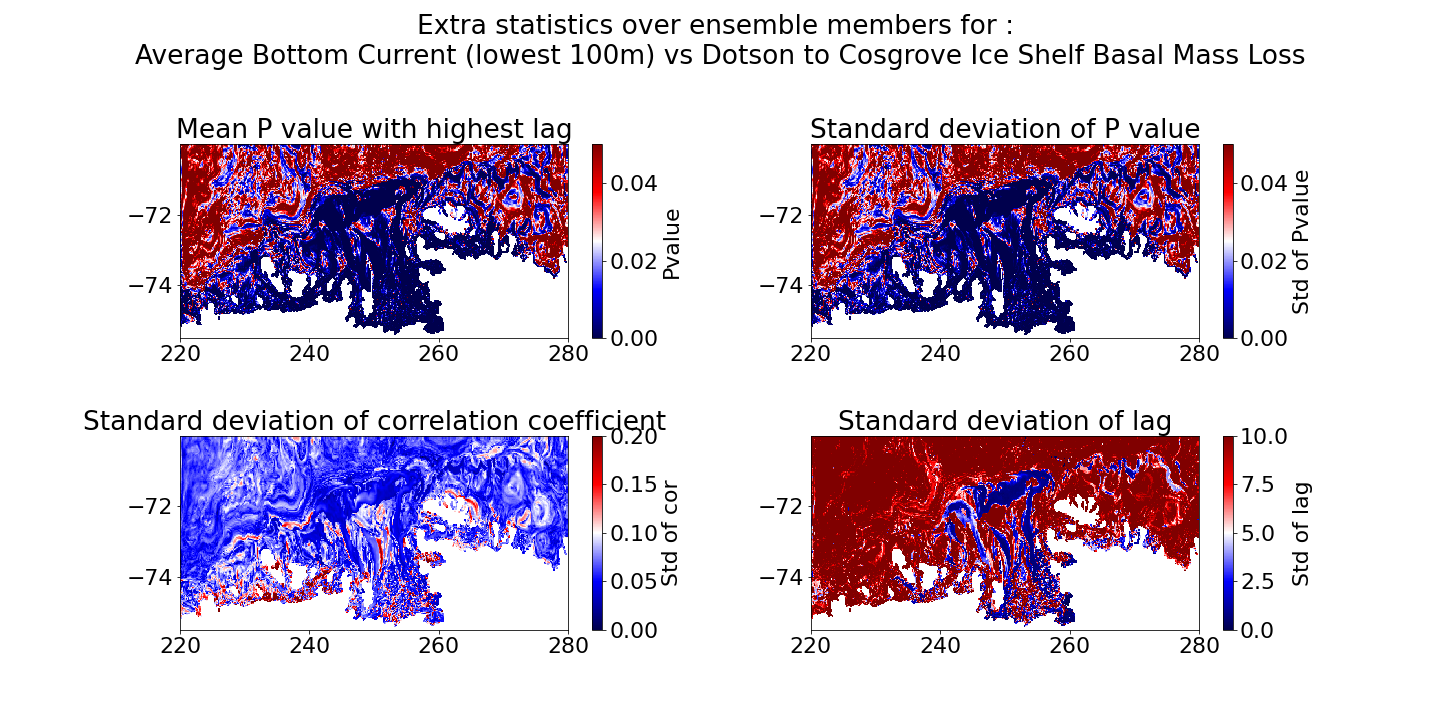 Extra statistics over ensemble members for :
Average Bottom Current (lowest 100m) vs Dotson to Cosgrove Ice Shelf Basal Mass Loss
Mean P value with highest lag
−72
−74
220 240 260 280
0.04
0.02
0.00
Pvalue
Standard deviation of P value
−72
−74
220 240 260 280
0.04
0.02
0.00
Std of Pvalue
Standard deviation of correlation coefficient
−72
−74
220 240 260 280
0.20
0.15
0.10
0.05
0.00
Std of cor
Standard deviation of lag
−72
−74
220 240 260 280
10.0
7.5
5.0
2.5
0.0
Std of lag